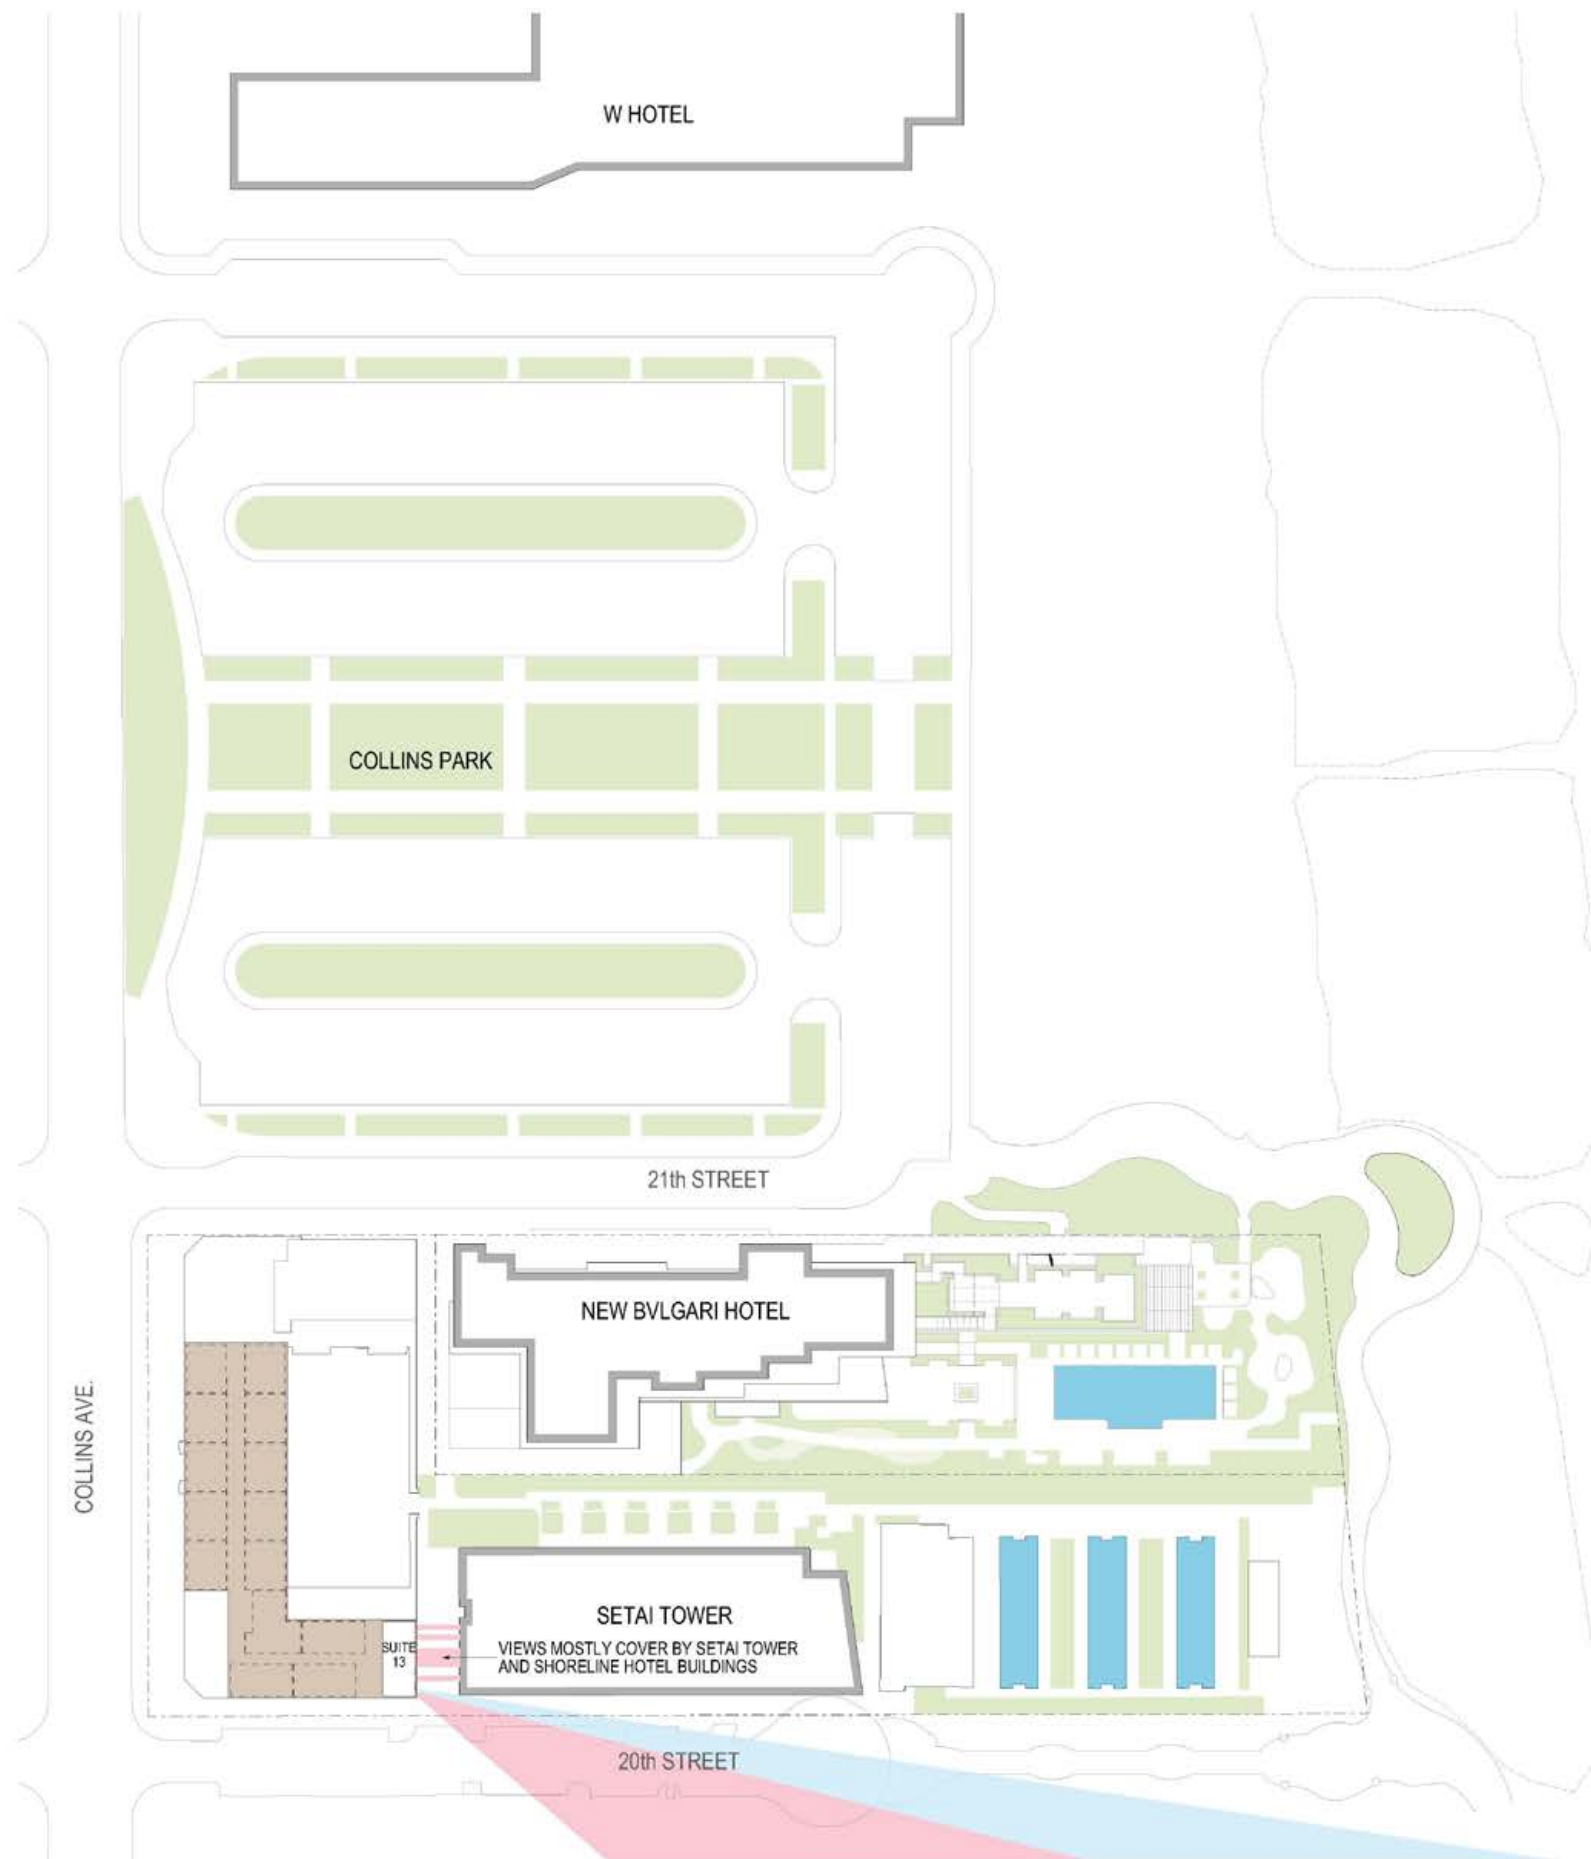 W HOTEL
COLLINS PARK
21th STREET
NEW BVLGARI HOTEL
COLLINS AVE.
SETAI TOWER
SUITE
13
VIEWS MOSTLY COVER BY SETAI TOWER
AND SHORELINE HOTEL BUILDINGS
20th STREET